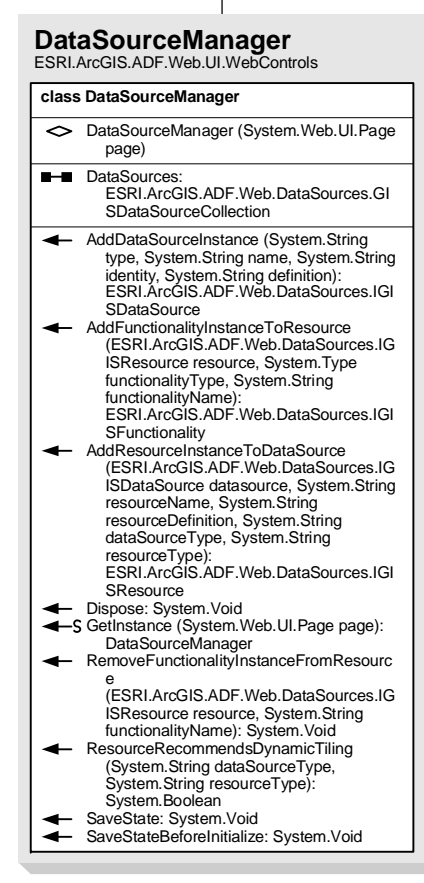 DataSourceManager
ESRI.ArcGIS.ADF.Web.UI.WebControls
class DataSourceManager
DataSourceManager (System.Web.UI.Page
page)
DataSources:
ESRI.ArcGIS.ADF.Web.DataSources.GI
SDataSourceCollection
AddDataSourceInstance (System.String
type, System.String name, System.String
identity, System.String definition):
ESRI.ArcGIS.ADF.Web.DataSources.IGI
SDataSource
AddFunctionalityInstanceToResource
(ESRI.ArcGIS.ADF.Web.DataSources.IG
ISResource resource, System.Type
functionalityType, System.String
functionalityName):
ESRI.ArcGIS.ADF.Web.DataSources.IGI
SFunctionality
AddResourceInstanceToDataSource
(ESRI.ArcGIS.ADF.Web.DataSources.IG
ISDataSource datasource, System.String
resourceName, System.String
resourceDefinition, System.String
dataSourceType, System.String
resourceType):
ESRI.ArcGIS.ADF.Web.DataSources.IGI
SResource
Dispose: System.Void
S GetInstance (System.Web.UI.Page page):
DataSourceManager
RemoveFunctionalityInstanceFromResourc
e
(ESRI.ArcGIS.ADF.Web.DataSources.IG
ISResource resource, System.String
functionalityName): System.Void
ResourceRecommendsDynamicTiling
(System.String dataSourceType,
System.String resourceType):
System.Boolean
SaveState: System.Void
SaveStateBeforeInitialize: System.Void